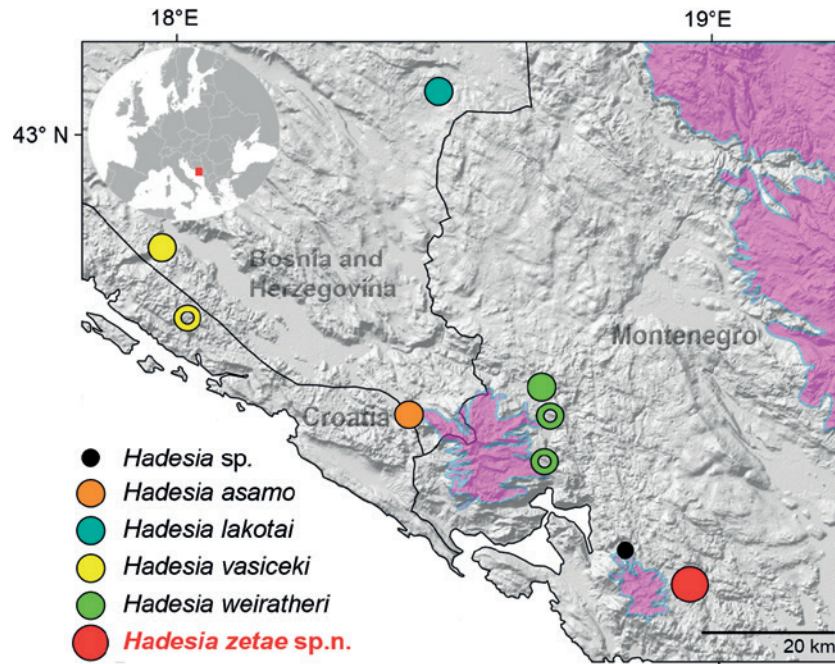 18°E
19°E
43° N
Bosnia and
Herzegovina
Montenegro
Croatia
Hadesia sp.
Hadesia asamo
Hadesia lakotai
Hadesia vasiceki
Hadesia weiratheri
Hadesia zetae sp.n.
20 km